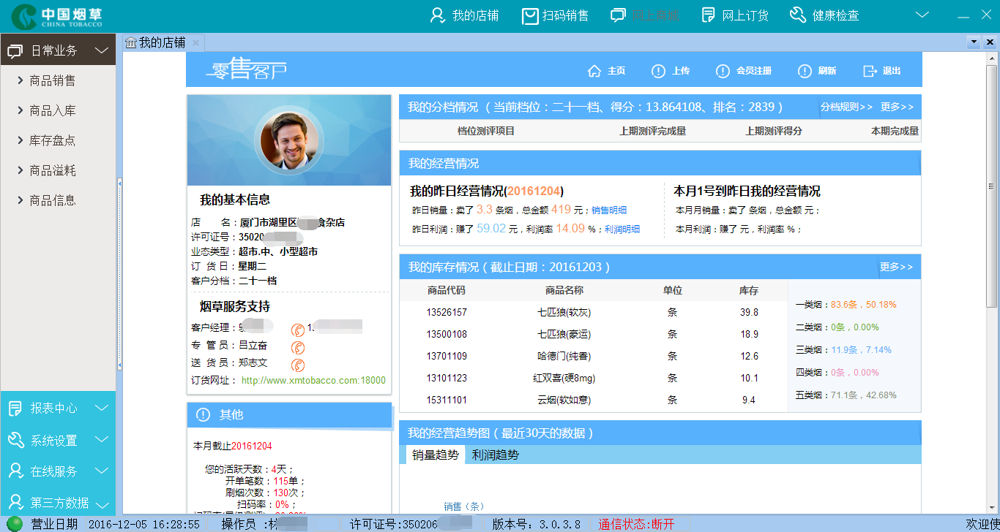 中国烟草
CHINA TOBACCO
我的店铺 扫码销售 网上订货 健康检查
日常业务
商品销售
商品入库
库存盘点
商品溢耗
商品信息
报表中心
系统设置
在线服务
第三方数据
我的店铺
零售客户
主页 上传 会员注册 刷新 退出
我的基本信息
店 名：厦门市湖里区 食杂店
许可证号：35020
业态类型：超市.中、小型超市
订 货 日：星期二
客户分档：二十一档
烟草服务支持
客户经理： 1
专 管 员：吕立奋
送 货 员：郑志文
订货网址： http://www.xmtobacco.com:18000
其他
本月截止20161204
您的活跃天数：4天；
开单笔数：115单；
刷烟次数：130次；
扫码率：0%；
我的分档情况（当前档位：二十一档、得分：13.864108、排名：2839） 分档规则>> 更多>>
档位测评项目 上期测评完成量 上期测评得分 本期完成量
我的经营情况
我的昨日经营情况(20161204)
昨日销量：卖了 3.3 条烟，总金额 419 元；销售明细
昨日利润：赚了 59.02 元，利润率 14.09 %；利润明细
本月1号到昨日我的经营情况
本月月销量：卖了 条烟，总金额 元；
本月利润：赚了 元，利润率 %；
我的库存情况（截止日期：20161203） 更多>>
商品代码 商品名称 单位 库存
13526157 七匹狼(软灰) 条 39.8
13500108 七匹狼(豪运) 条 18.9
13701109 哈德门(纯香) 条 12.6
13101123 红双喜(硬8mg) 条 10.1
15311101 云烟(软如意) 条 9.4
一类烟：83.6条，50.18%
二类烟：0条，0.00%
三类烟：11.9条，7.14%
四类烟：0条，0.00%
五类烟：71.1条，42.68%
我的经营趋势图（最近30天的数据）
销量趋势 利润趋势
销售（条）
营业日期 2016-12-05 16:28:55 操作员 :林 许可证号:350206 版本号：3.0.3.8 通信状态:断开 欢迎使